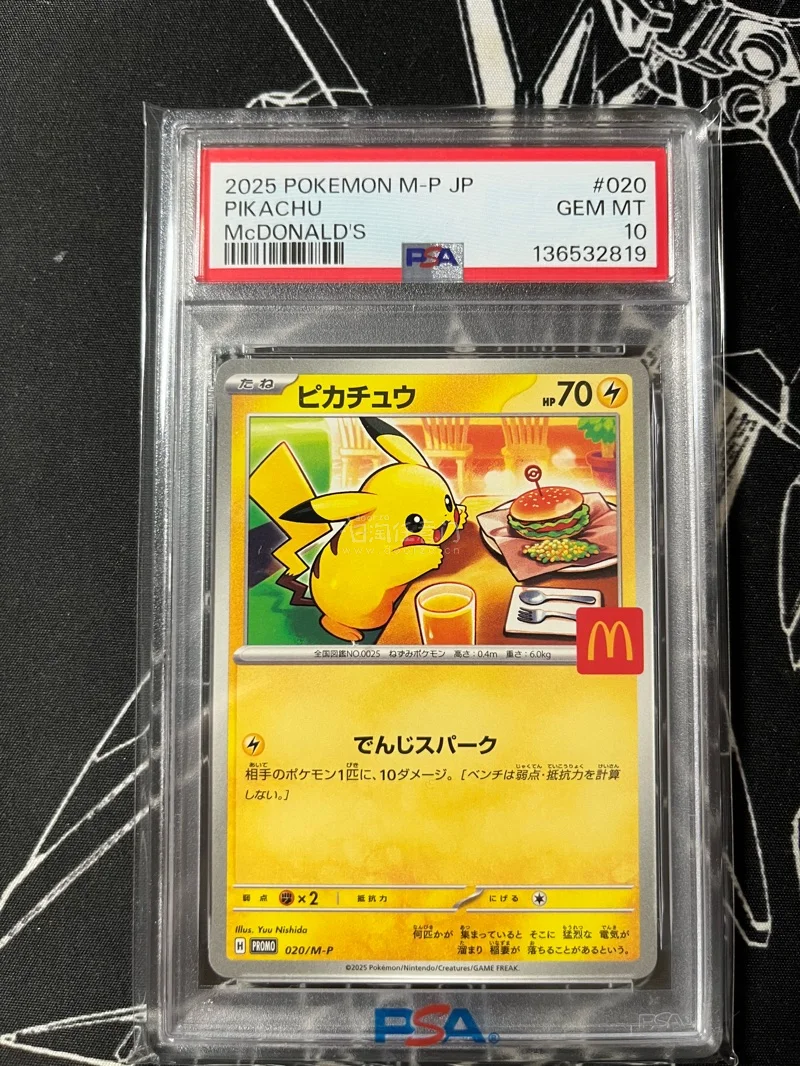 2025 POKEMON M-P JP #020
PIKACHU GEM MT
McDONALD'S 10
PSA 136532819
たね ピカチュウ HP 70
全国図鑑NO.0025 ねずみポケモン 高さ:0.4m 重さ:6.0kg
でんじスパーク
相手のポケモン1匹に、10ダメージ。[ベンチは弱点・抵抗力を計算
しない。]
弱点 ×2 抵抗力 にげる
Illus. Yuu Nishida
何匹かが 集まっていると そこに 猛烈な 電気が
H PROMO 020/M-P
溜まり 稲妻が 落ちることがあるという。
©2025 Pokémon/Nintendo/Creatures/GAME FREAK.
PSA